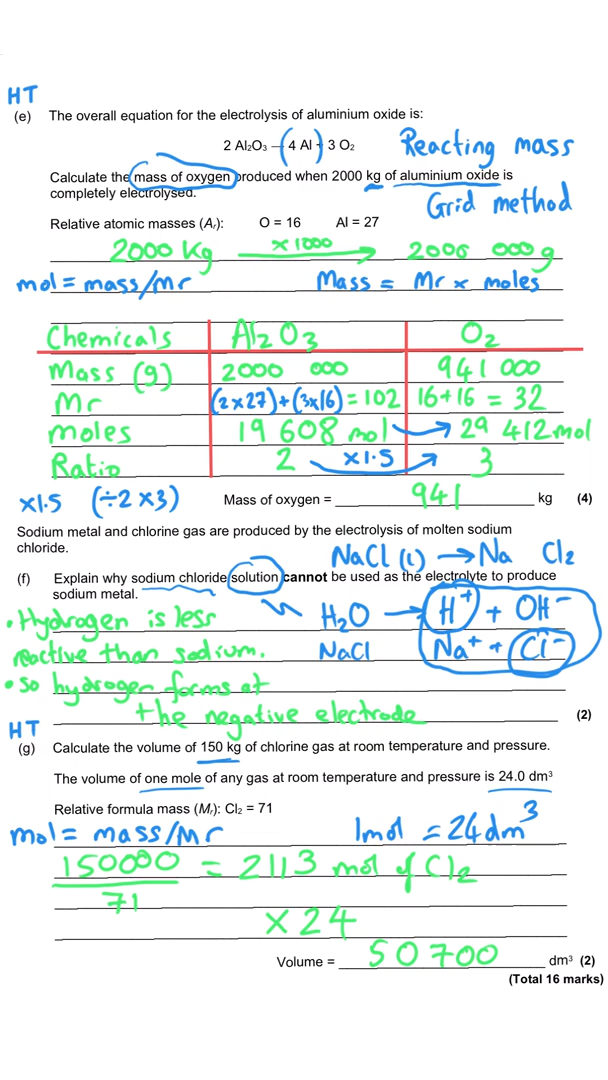 HT
(e) The overall equation for the electrolysis of aluminium oxide is:
2 Al₂O₃ → 4 Al + 3 O₂
Reacting mass
Calculate the mass of oxygen produced when 2000 kg of aluminium oxide is
completely electrolysed.
Grid method
Relative atomic masses (Aᵣ): O = 16 Al = 27
2000 Kg ×1000 → 2000 000g
mol = mass/Mr Mass = Mr × moles
Chemicals Al₂O₃ O₂
Mass (g) 2000 000 941 000
Mr (2×27)+(3×16)=102 16+16 = 32
Moles 19 608 mol → 29 412 mol
Ratio 2 ×1.5 → 3
×1.5 (÷2 ×3) Mass of oxygen = 941 kg (4)
Sodium metal and chlorine gas are produced by the electrolysis of molten sodium
chloride.
NaCl (l) → Na Cl₂
(f) Explain why sodium chloride solution cannot be used as the electrolyte to produce
sodium metal.
• Hydrogen is less H₂O → H⁺ + OH⁻
reactive than sodium. NaCl Na⁺ + Cl⁻
• so hydrogen forms at
the negative electrode (2)
HT
(g) Calculate the volume of 150 kg of chlorine gas at room temperature and pressure.
The volume of one mole of any gas at room temperature and pressure is 24.0 dm³
Relative formula mass (Mᵣ): Cl₂ = 71
mol = mass/Mr 1mol = 24dm³
150000 = 2113 mol of Cl₂
71
× 24
Volume = 50700 dm³ (2)
(Total 16 marks)